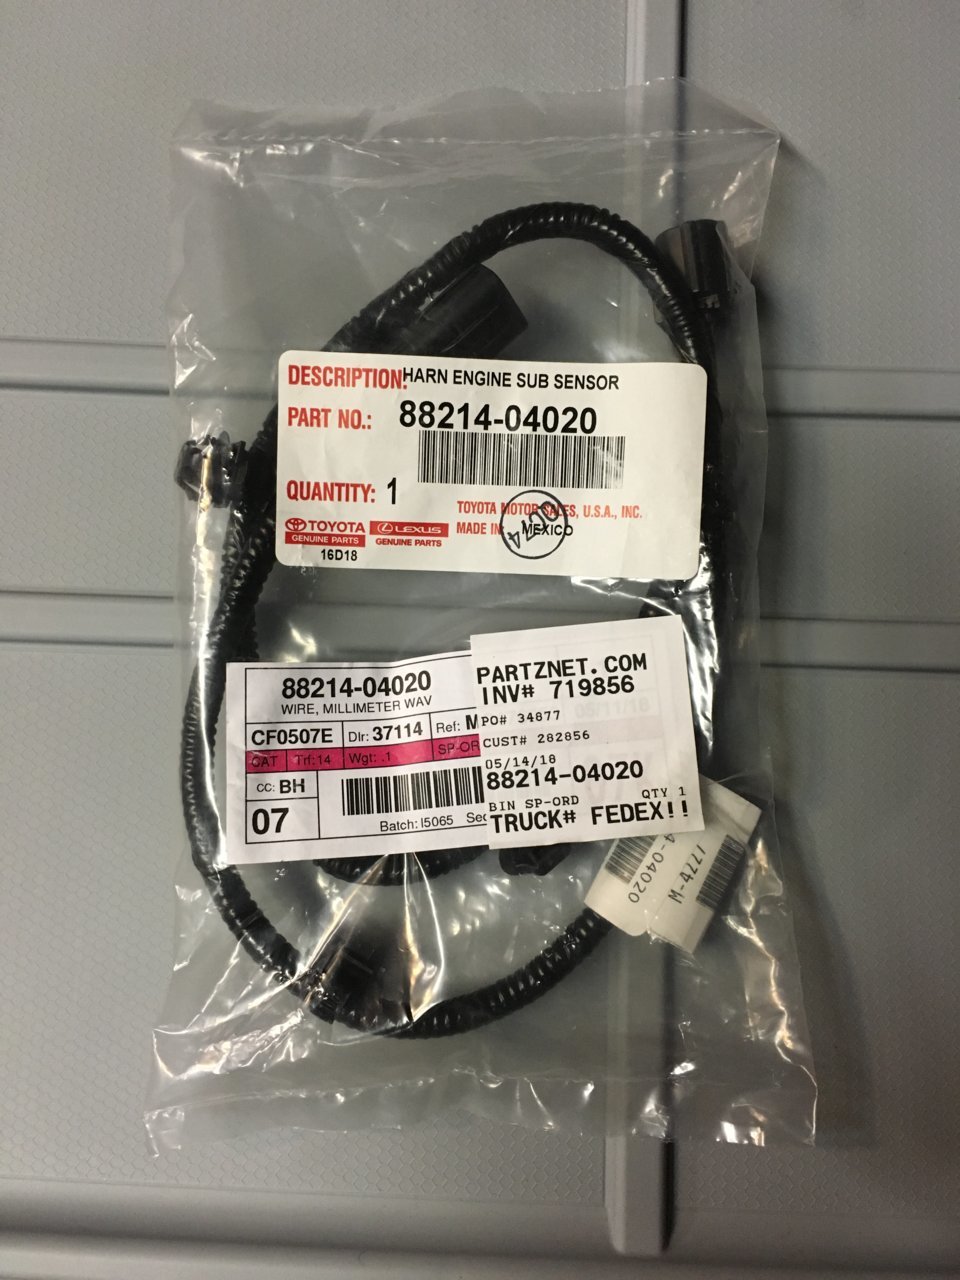 DESCRIPTION: HARN ENGINE SUB SENSOR
PART NO.: 88214-04020
QUANTITY: 1
TOYOTA MOTOR SALES, U.S.A., INC.
MADE IN MEXICO
TOYOTA
GENUINE PARTS
LEXUS
GENUINE PARTS
16D18
88214-04020
WIRE, MILLIMETER WAV
CF0507E Dlr: 37114 Ref: M
CAT Trf:14 Wgt: .1 SP-OR
CC: BH
07
Batch: I5065 Sec
PARTZNET.COM
INV# 719856
PO# 34877
CUST# 282856
05/14/18
88214-04020
BIN SP-ORD QTY 1
TRUCK# FEDEX!!
4-04020